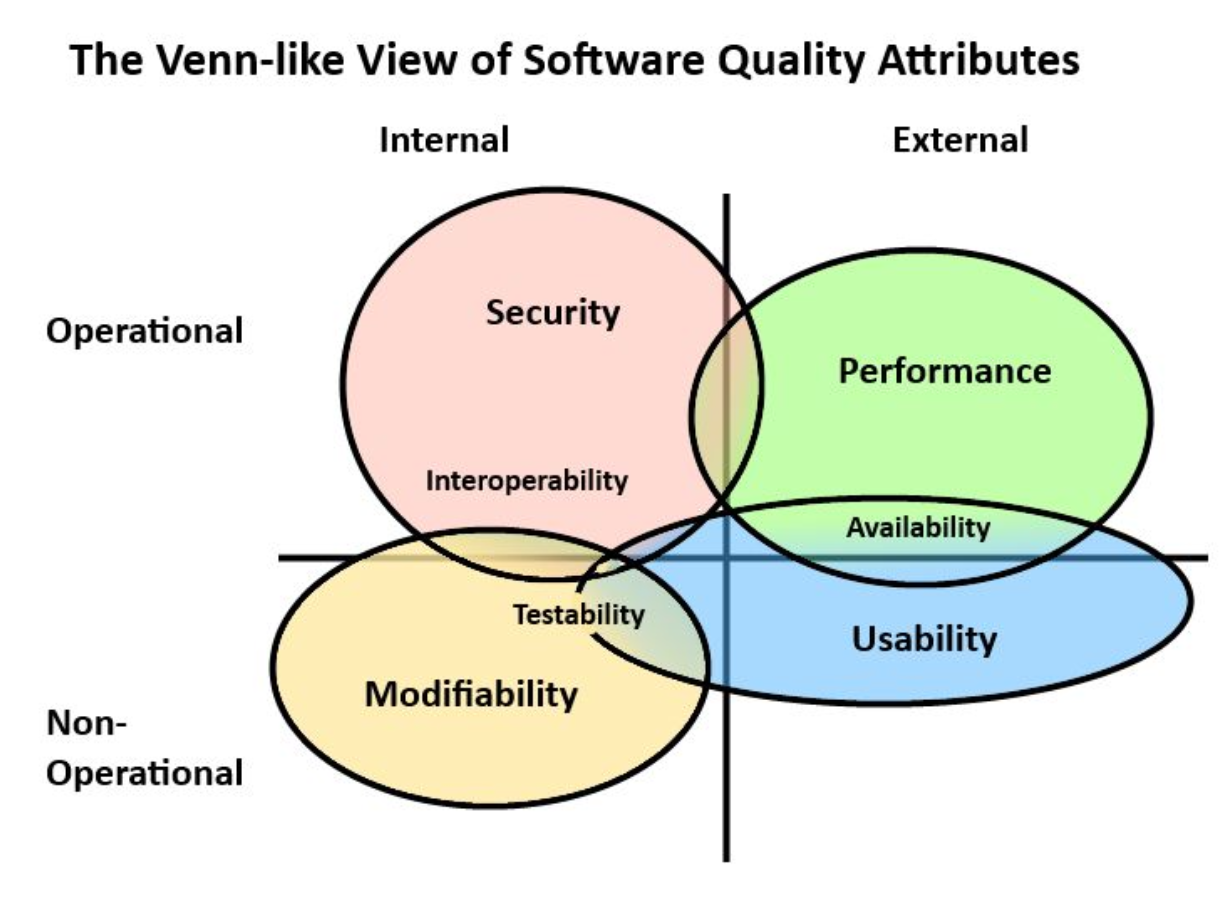 The Venn-like View of Software Quality Attributes
Internal
External
Security
Operational
Performance
Interoperability
Availability
Testability
Usability
Modifiability
Non-
Operational